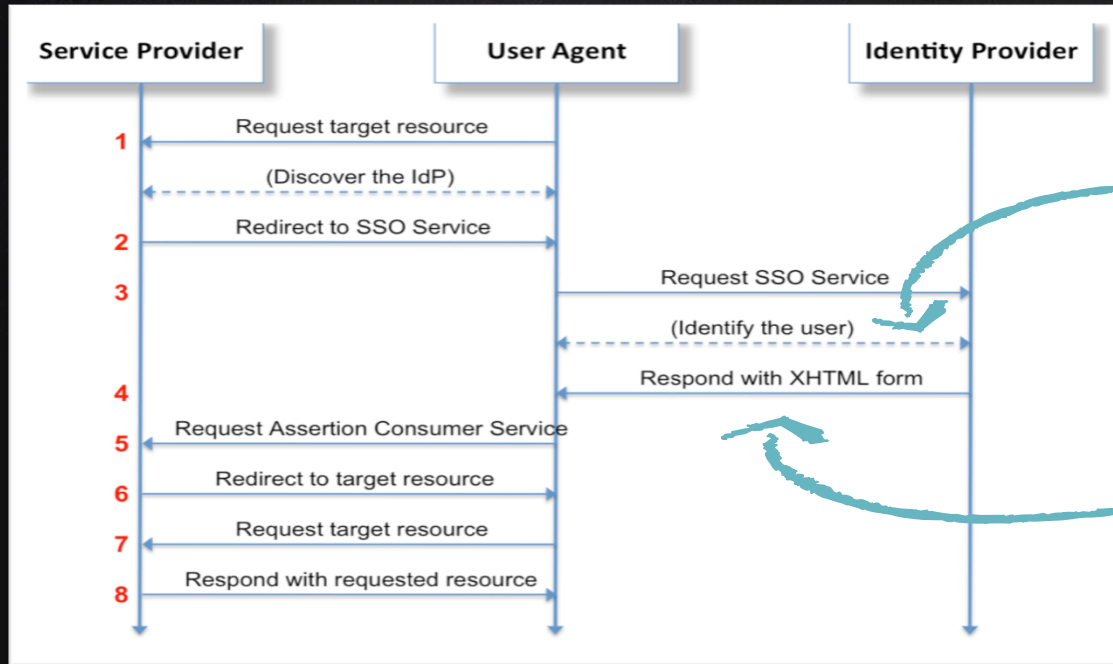 Service Provider
User Agent
Identity Provider
1
Request target resource
(Discover the IdP)
2
Redirect to SSO Service
3
Request SSO Service
(Identify the user)
4
Respond with XHTML form
5
Request Assertion Consumer Service
6
Redirect to target resource
7
Request target resource
8
Respond with requested resource